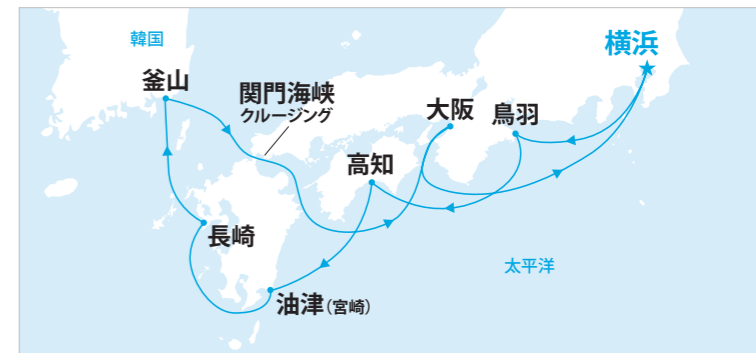 韓国
横浜
釜山
関門海峡
クルージング
大阪
鳥羽
高知
長崎
太平洋
油津(宮崎)